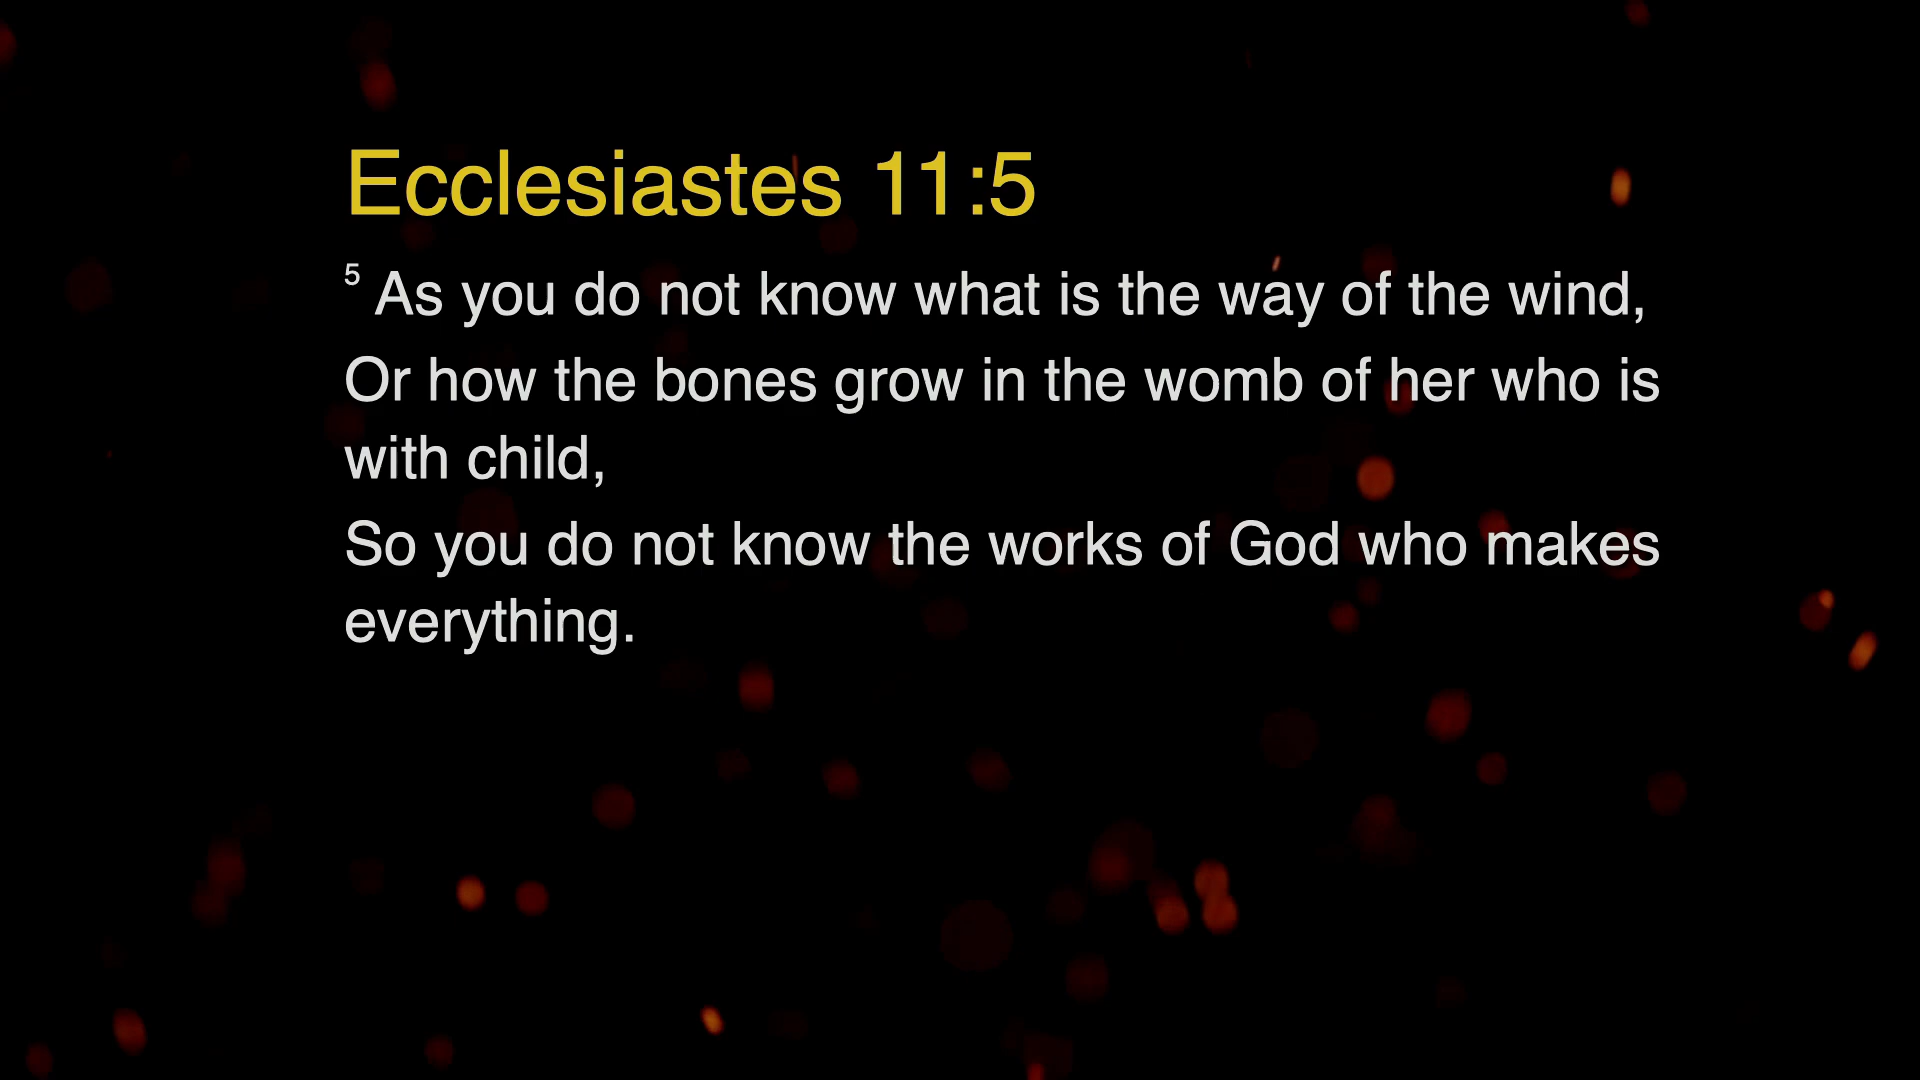 Ecclesiastes 11:5
5 As you do not know what is the way of the wind,
Or how the bones grow in the womb of her who is
with child,
So you do not know the works of God who makes
everything.